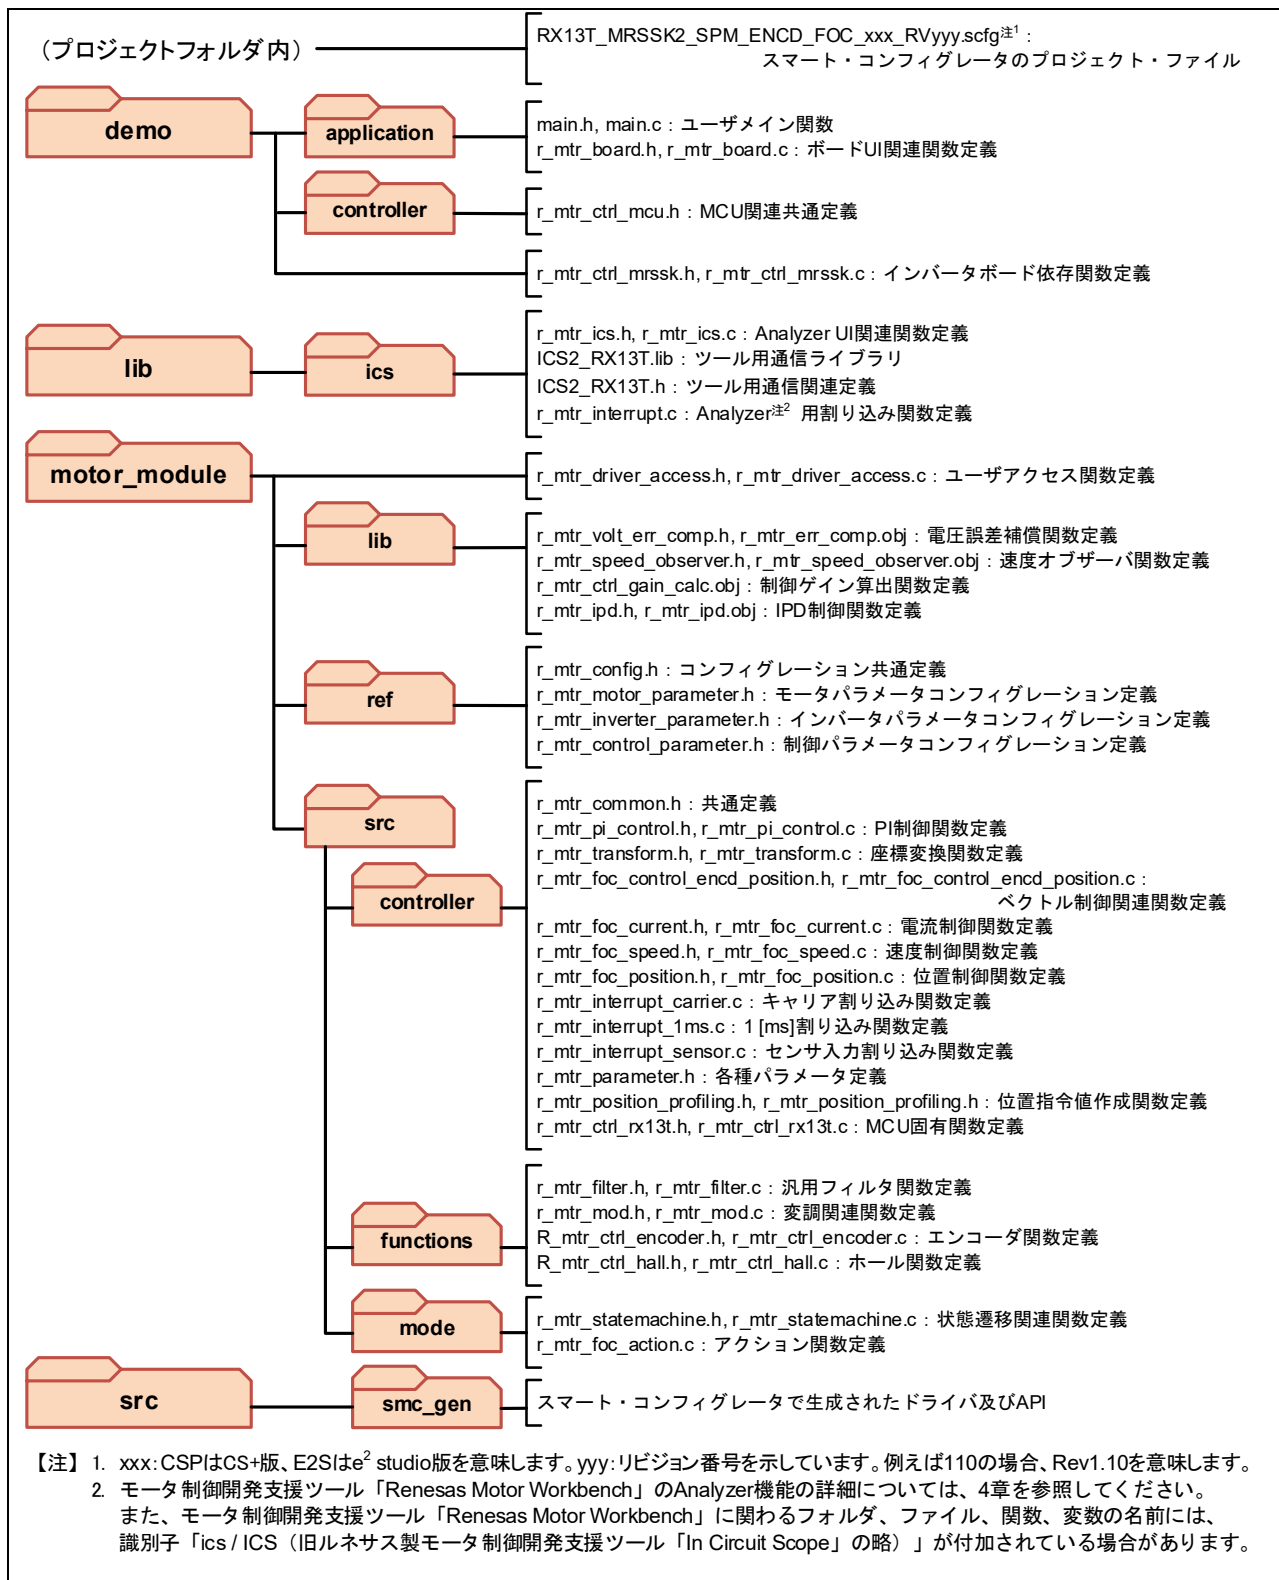 (プロジェクトフォルダ内)
RX13T_MRSSK2_SPM_ENCD_FOC_xxx_RVyyy.scfg注1 :
スマート・コンフィグレータのプロジェクト・ファイル
demo
application
main.h, main.c : ユーザメイン関数
r_mtr_board.h, r_mtr_board.c : ボードUI関連関数定義
controller
r_mtr_ctrl_mcu.h : MCU関連共通定義
r_mtr_ctrl_mrssk.h, r_mtr_ctrl_mrssk.c : インバータボード依存関数定義
lib
ics
r_mtr_ics.h, r_mtr_ics.c : Analyzer UI関連関数定義
ICS2_RX13T.lib : ツール用通信ライブラリ
ICS2_RX13T.h : ツール用通信関連定義
r_mtr_interrupt.c : Analyzer注2 用割り込み関数定義
motor_module
r_mtr_driver_access.h, r_mtr_driver_access.c : ユーザアクセス関数定義
lib
r_mtr_volt_err_comp.h, r_mtr_err_comp.obj : 電圧誤差補償関数定義
r_mtr_speed_observer.h, r_mtr_speed_observer.obj : 速度オブザーバ関数定義
r_mtr_ctrl_gain_calc.obj : 制御ゲイン算出関数定義
r_mtr_ipd.h, r_mtr_ipd.obj : IPD制御関数定義
ref
r_mtr_config.h : コンフィグレーション共通定義
r_mtr_motor_parameter.h : モータパラメータコンフィグレーション定義
r_mtr_inverter_parameter.h : インバータパラメータコンフィグレーション定義
r_mtr_control_parameter.h : 制御パラメータコンフィグレーション定義
src
controller
r_mtr_common.h : 共通定義
r_mtr_pi_control.h, r_mtr_pi_control.c : PI制御関数定義
r_mtr_transform.h, r_mtr_transform.c : 座標変換関数定義
r_mtr_foc_control_encd_position.h, r_mtr_foc_control_encd_position.c :
ベクトル制御関連関数定義
r_mtr_foc_current.h, r_mtr_foc_current.c : 電流制御関数定義
r_mtr_foc_speed.h, r_mtr_foc_speed.c : 速度制御関数定義
r_mtr_foc_position.h, r_mtr_foc_position.c : 位置制御関数定義
r_mtr_interrupt_carrier.c : キャリア割り込み関数定義
r_mtr_interrupt_1ms.c : 1 [ms]割り込み関数定義
r_mtr_interrupt_sensor.c : センサ入力割り込み関数定義
r_mtr_parameter.h : 各種パラメータ定義
r_mtr_position_profiling.h, r_mtr_position_profiling.h : 位置指令値作成関数定義
r_mtr_ctrl_rx13t.h, r_mtr_ctrl_rx13t.c : MCU固有関数定義
functions
r_mtr_filter.h, r_mtr_filter.c : 汎用フィルタ関数定義
r_mtr_mod.h, r_mtr_mod.c : 変調関連関数定義
R_mtr_ctrl_encoder.h, r_mtr_ctrl_encoder.c : エンコーダ関数定義
R_mtr_ctrl_hall.h, r_mtr_ctrl_hall.c : ホール関数定義
mode
r_mtr_statemachine.h, r_mtr_statemachine.c : 状態遷移関連関数定義
r_mtr_foc_action.c : アクション関数定義
src
smc_gen
スマート・コンフィグレータで生成されたドライバ及びAPI
【注】 1. xxx：CSPはCS+版、E2Sはe2 studio版を意味します。yyy：リビジョン番号を示しています。例えば110の場合、Rev1.10を意味します。
2. モータ制御開発支援ツール「Renesas Motor Workbench」のAnalyzer機能の詳細については、4章を参照してください。
また、モータ制御開発支援ツール「Renesas Motor Workbench」に関わるフォルダ、ファイル、関数、変数の名前には、
識別子「ics / ICS（旧ルネサス製モータ制御開発支援ツール「In Circuit Scope」の略）」が付加されている場合があります。